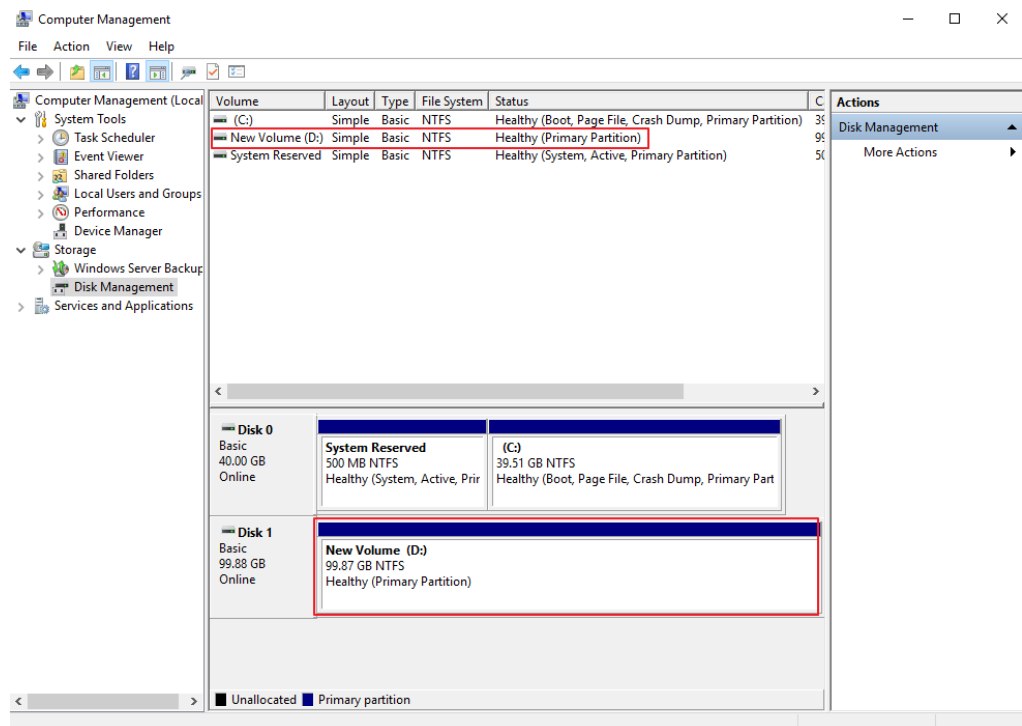 Computer Management
File Action View Help
Computer Management (Local
System Tools
Task Scheduler
Event Viewer
Shared Folders
Local Users and Groups
Performance
Device Manager
Storage
Windows Server Backup
Disk Management
Services and Applications
Volume Layout Type File System Status C
(C:) Simple Basic NTFS Healthy (Boot, Page File, Crash Dump, Primary Partition) 39
New Volume (D:) Simple Basic NTFS Healthy (Primary Partition) 99
System Reserved Simple Basic NTFS Healthy (System, Active, Primary Partition) 50
Disk 0
Basic
40.00 GB
Online
System Reserved
500 MB NTFS
Healthy (System, Active, Prir
(C:)
39.51 GB NTFS
Healthy (Boot, Page File, Crash Dump, Primary Part
Disk 1
Basic
99.88 GB
Online
New Volume (D:)
99.87 GB NTFS
Healthy (Primary Partition)
Unallocated Primary partition
Actions
Disk Management
More Actions